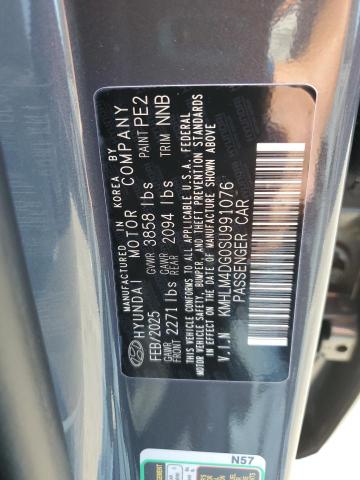 MANUFACTURED IN KOREA BY
HYUNDAI MOTOR COMPANY
FEB/2025 GVWR 3858 lbs PAINT PE2
GAWR FRONT 2271 lbs GAWR REAR 2094 lbs TRIM NNB
THIS VEHICLE CONFORMS TO ALL APPLICABLE U.S.A. FEDERAL
MOTOR VEHICLE SAFETY, BUMPER, AND THEFT PREVENTION STANDARDS
IN EFFECT ON THE DATE OF MANUFACTURE SHOWN ABOVE
V.I.N KMHLM4DG0SU991076
PASSENGER CAR
N57